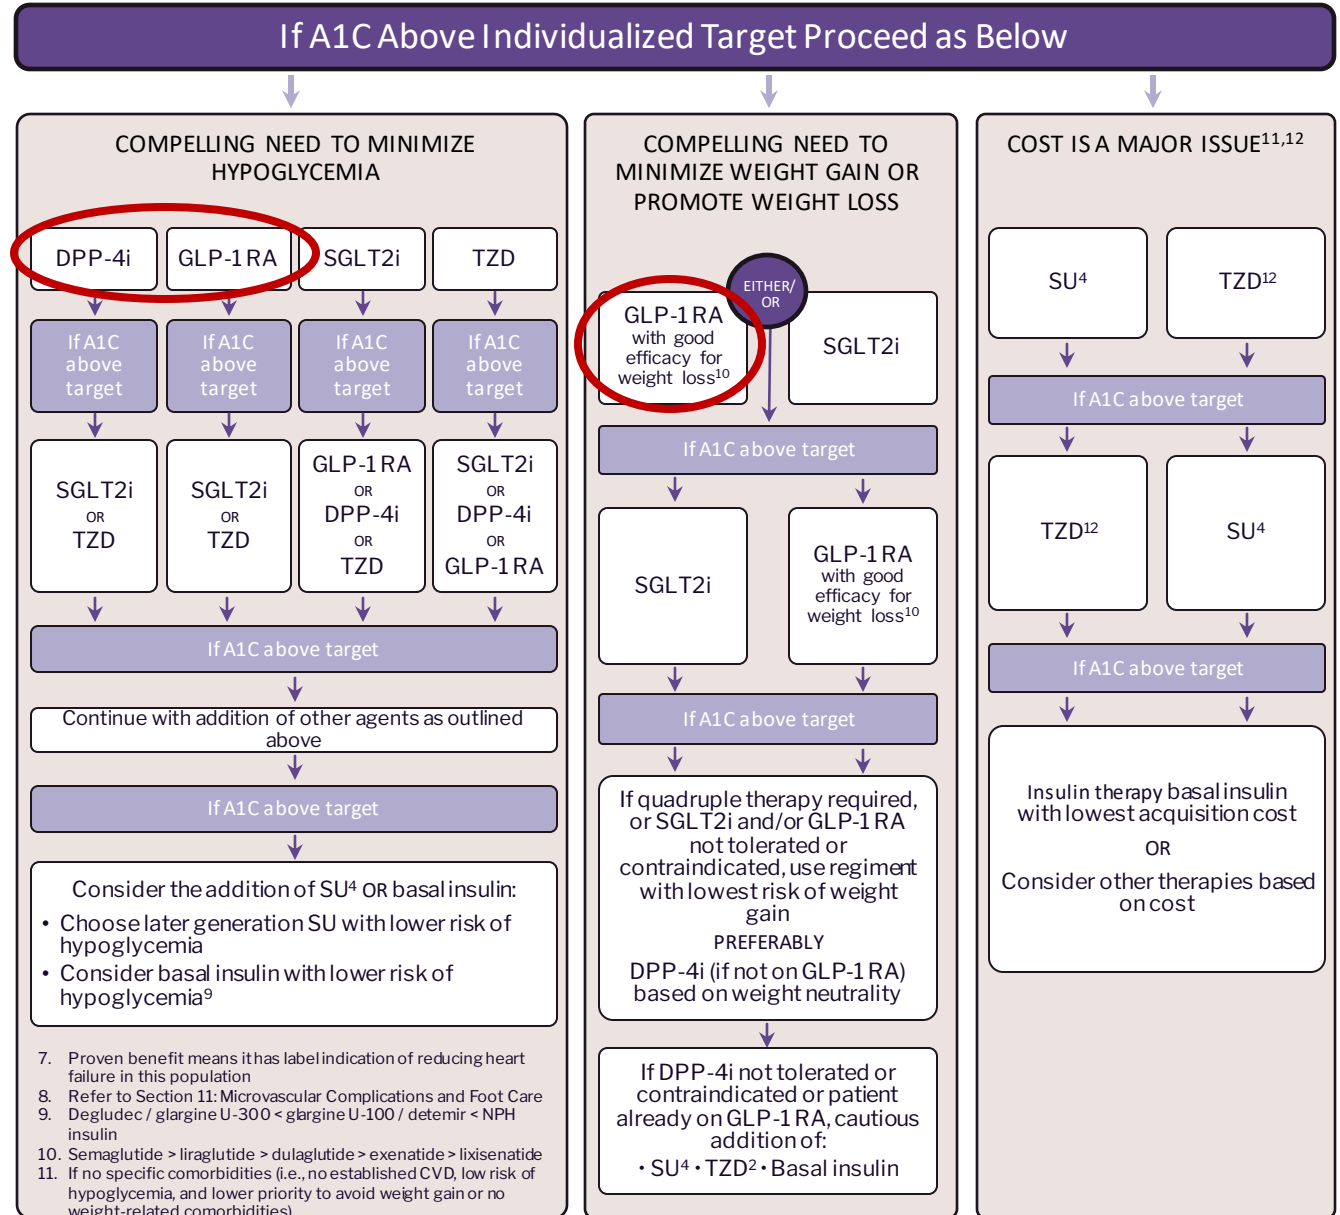 If A1C Above Individualized Target Proceed as Below
COMPELLING NEED TO MINIMIZE
HYPOGLYCEMIA
DPP-4i
GLP-1 RA
SGLT2i
TZD
If A1C
above
target
If A1C
above
target
If A1C
above
target
If A1C
above
target
SGLT2i
OR
TZD
SGLT2i
OR
TZD
GLP-1 RA
OR
DPP-4i
OR
TZD
SGLT2i
OR
DPP-4i
OR
GLP-1 RA
If A1C above target
Continue with addition of other agents as outlined
above
If A1C above target
Consider the addition of SU⁴ OR basal insulin:
• Choose later generation SU with lower risk of
hypoglycemia
• Consider basal insulin with lower risk of
hypoglycemia⁹
7. Proven benefit means it has label indication of reducing heart
failure in this population
8. Refer to Section 11: Microvascular Complications and Foot Care
9. Degludec / glargine U-300 < glargine U-100 / detemir < NPH
insulin
10. Semaglutide > liraglutide > dulaglutide > exenatide > lixisenatide
11. If no specific comorbidities (i.e., no established CVD, low risk of
hypoglycemia, and lower priority to avoid weight gain or no
weight-related comorbidities)
COMPELLING NEED TO
MINIMIZE WEIGHT GAIN OR
PROMOTE WEIGHT LOSS
EITHER/
OR
GLP-1 RA
with good
efficacy for
weight loss¹⁰
SGLT2i
If A1C above target
SGLT2i
GLP-1 RA
with good
efficacy for
weight loss¹⁰
If A1C above target
If quadruple therapy required,
or SGLT2i and/or GLP-1 RA
not tolerated or
contraindicated, use regiment
with lowest risk of weight
gain
PREFERABLY
DPP-4i (if not on GLP-1 RA)
based on weight neutrality
If DPP-4i not tolerated or
contraindicated or patient
already on GLP-1 RA, cautious
addition of:
• SU⁴ • TZD² • Basal insulin
COST IS A MAJOR ISSUE¹¹,¹²
SU⁴
TZD¹²
If A1C above target
TZD¹²
SU⁴
If A1C above target
Insulin therapy basal insulin
with lowest acquisition cost
OR
Consider other therapies based
on cost